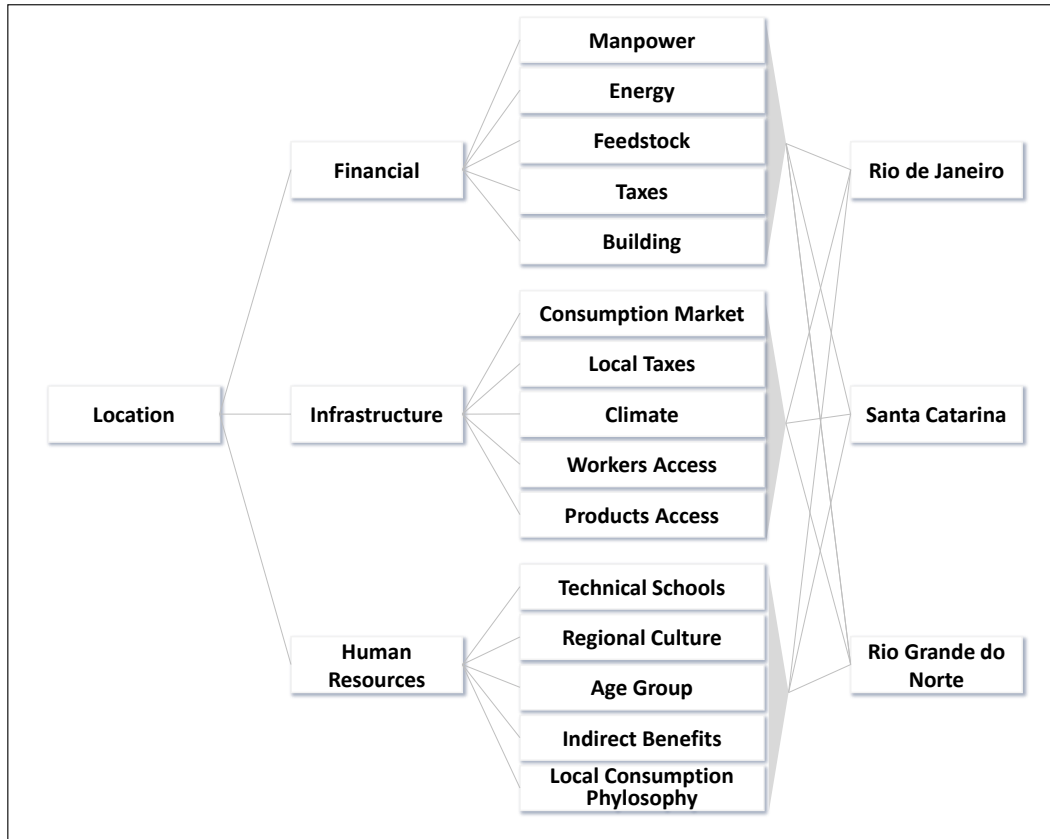 Location
Financial
Infrastructure
Human
Resources
Manpower
Energy
Feedstock
Taxes
Building
Consumption Market
Local Taxes
Climate
Workers Access
Products Access
Technical Schools
Regional Culture
Age Group
Indirect Benefits
Local Consumption
Phylosophy
Rio de Janeiro
Santa Catarina
Rio Grande do
Norte